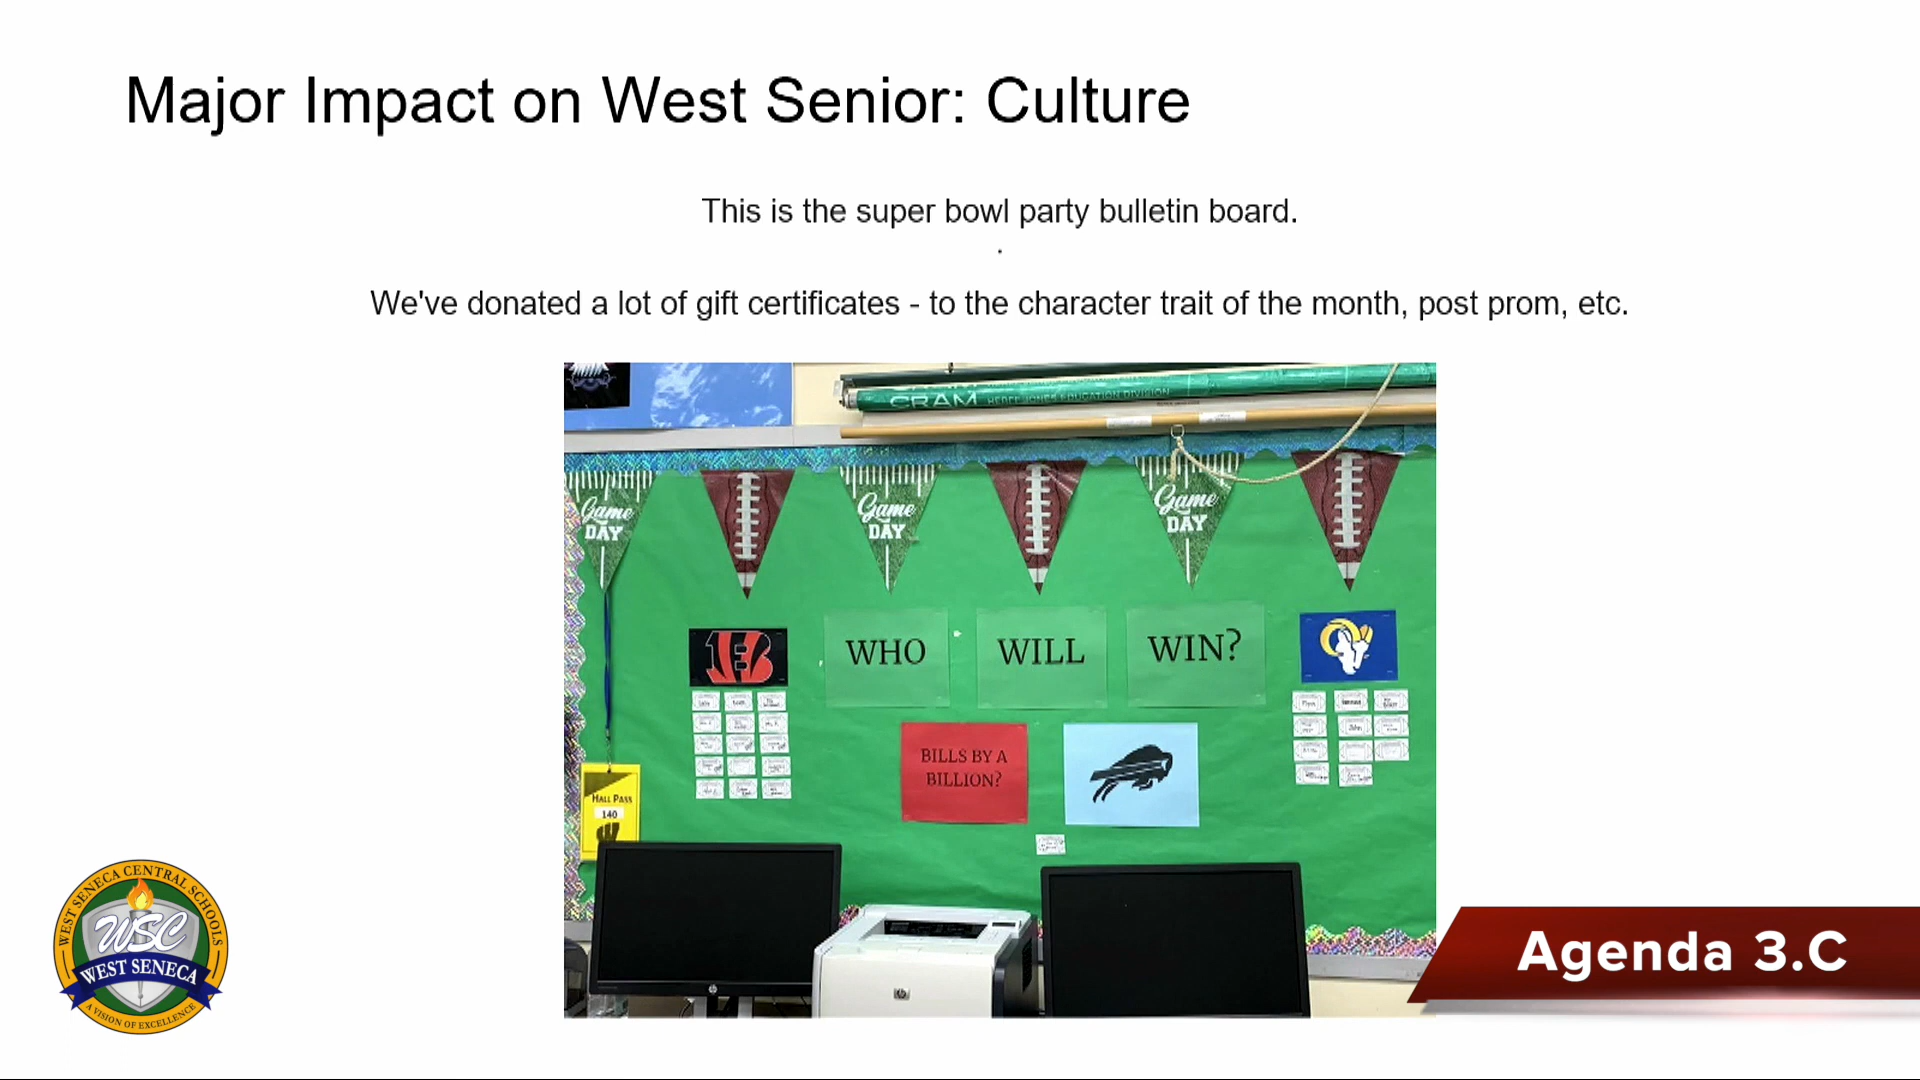 Major Impact on West Senior: Culture
This is the super bowl party bulletin board.
.
We've donated a lot of gift certificates - to the character trait of the month, post prom, etc.
CRAM
Game
DAY
Game
DAY
Game
DAY
WHO
WILL
WIN?
B
BILLS BY A
BILLION?
HALL PASS
140
W
hp
hp
WEST SENECA CENTRAL SCHOOLS
WSC
WEST SENECA
A VISION OF EXCELLENCE
Agenda 3.C